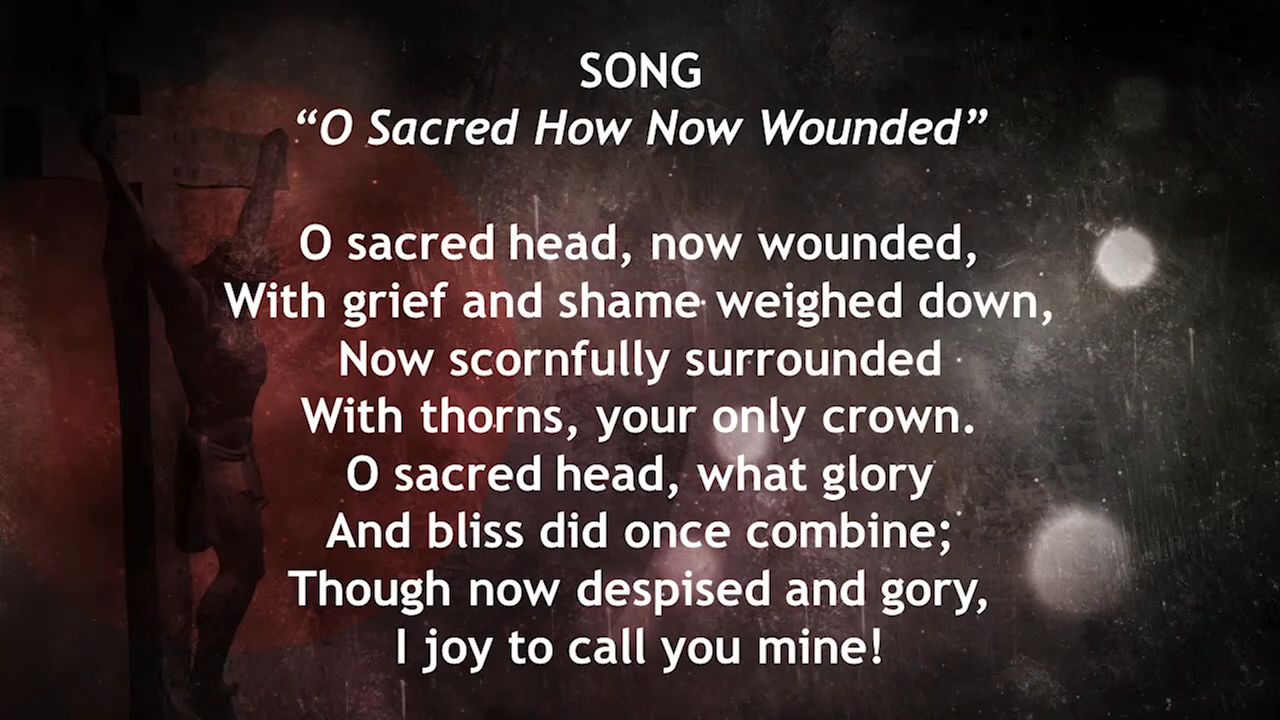 SONG
“O Sacred How Now Wounded”
O sacred head, now wounded,
With grief and shame weighed down,
Now scornfully surrounded
With thorns, your only crown.
O sacred head, what glory
And bliss did once combine;
Though now despised and gory,
I joy to call you mine!